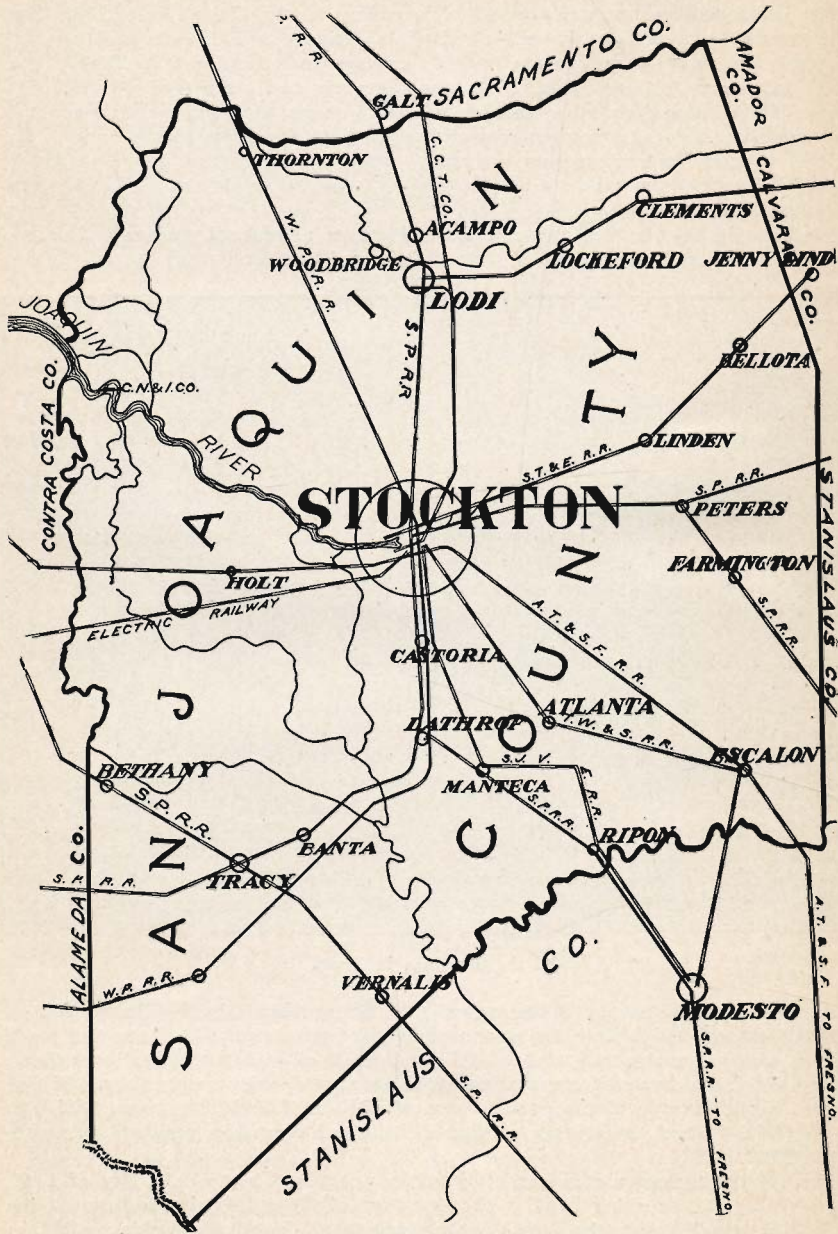 S. P. R. R.
SACRAMENTO CO.
AMADOR
CO.
GALT
THORNTON
C. C. T. CO.
CALVARAS CO.
CLEMENTS
ACAMPO
WOODBRIDGE
LOCKEFORD
JENNY LIND
LODI
W. P. R. R.
S. P. R. R
JOAQUIN
RIVER
BELLOTA
C. N. & I. CO.
CONTRA COSTA CO.
LINDEN
S. T. & E. R. R.
STOCKTON
S. P. R. R.
PETERS
STANISLAUS CO.
FARMINGTON
S. P. R. R.
HOLT
ELECTRIC RAILWAY
A. T. & S. F. R. R.
CASTORIA
ATLANTA
T. W. & S. R. R.
LATHROP
ESCALON
S. J. V.
E. R. R.
MANTECA
S. P. R. R.
BETHANY
S. P. R. R.
BANTA
RIPON
TRACY
S. P. R. R.
ALAMEDA CO.
W. P. R. R.
VERNALIS
MODESTO
STANISLAUS CO.
S. P. R. R.
S. P. R. R. - TO FRESNO
A. T. & S. F. TO FRESNO.
SAN JOAQUIN
COUNTY